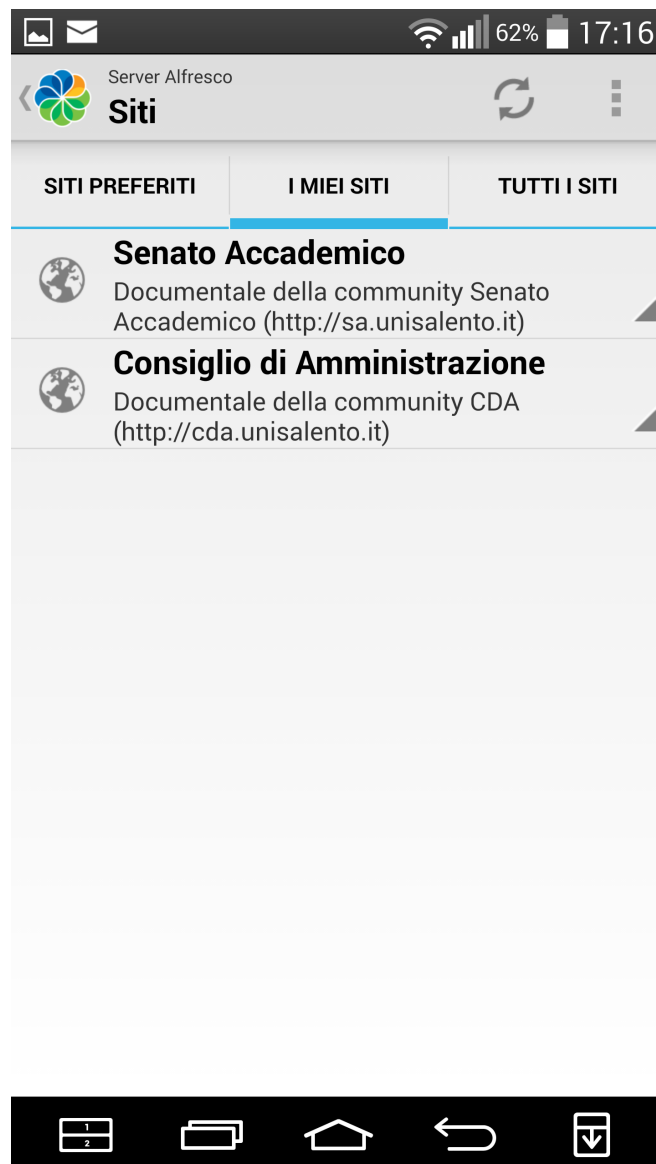 62% 17:16
Server Alfresco
Siti
SITI PREFERITI I MIEI SITI TUTTI I SITI
Senato Accademico
Documentale della community Senato
Accademico (http://sa.unisalento.it)
Consiglio di Amministrazione
Documentale della community CDA
(http://cda.unisalento.it)
1
2